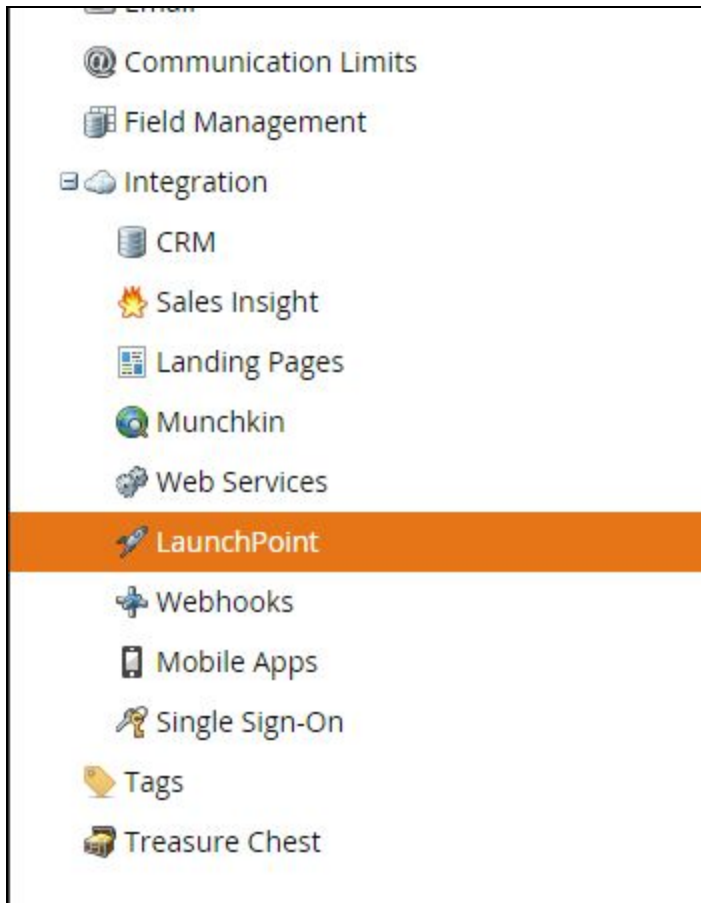 Email
Communication Limits
Field Management
Integration
CRM
Sales Insight
Landing Pages
Munchkin
Web Services
LaunchPoint
Webhooks
Mobile Apps
Single Sign-On
Tags
Treasure Chest